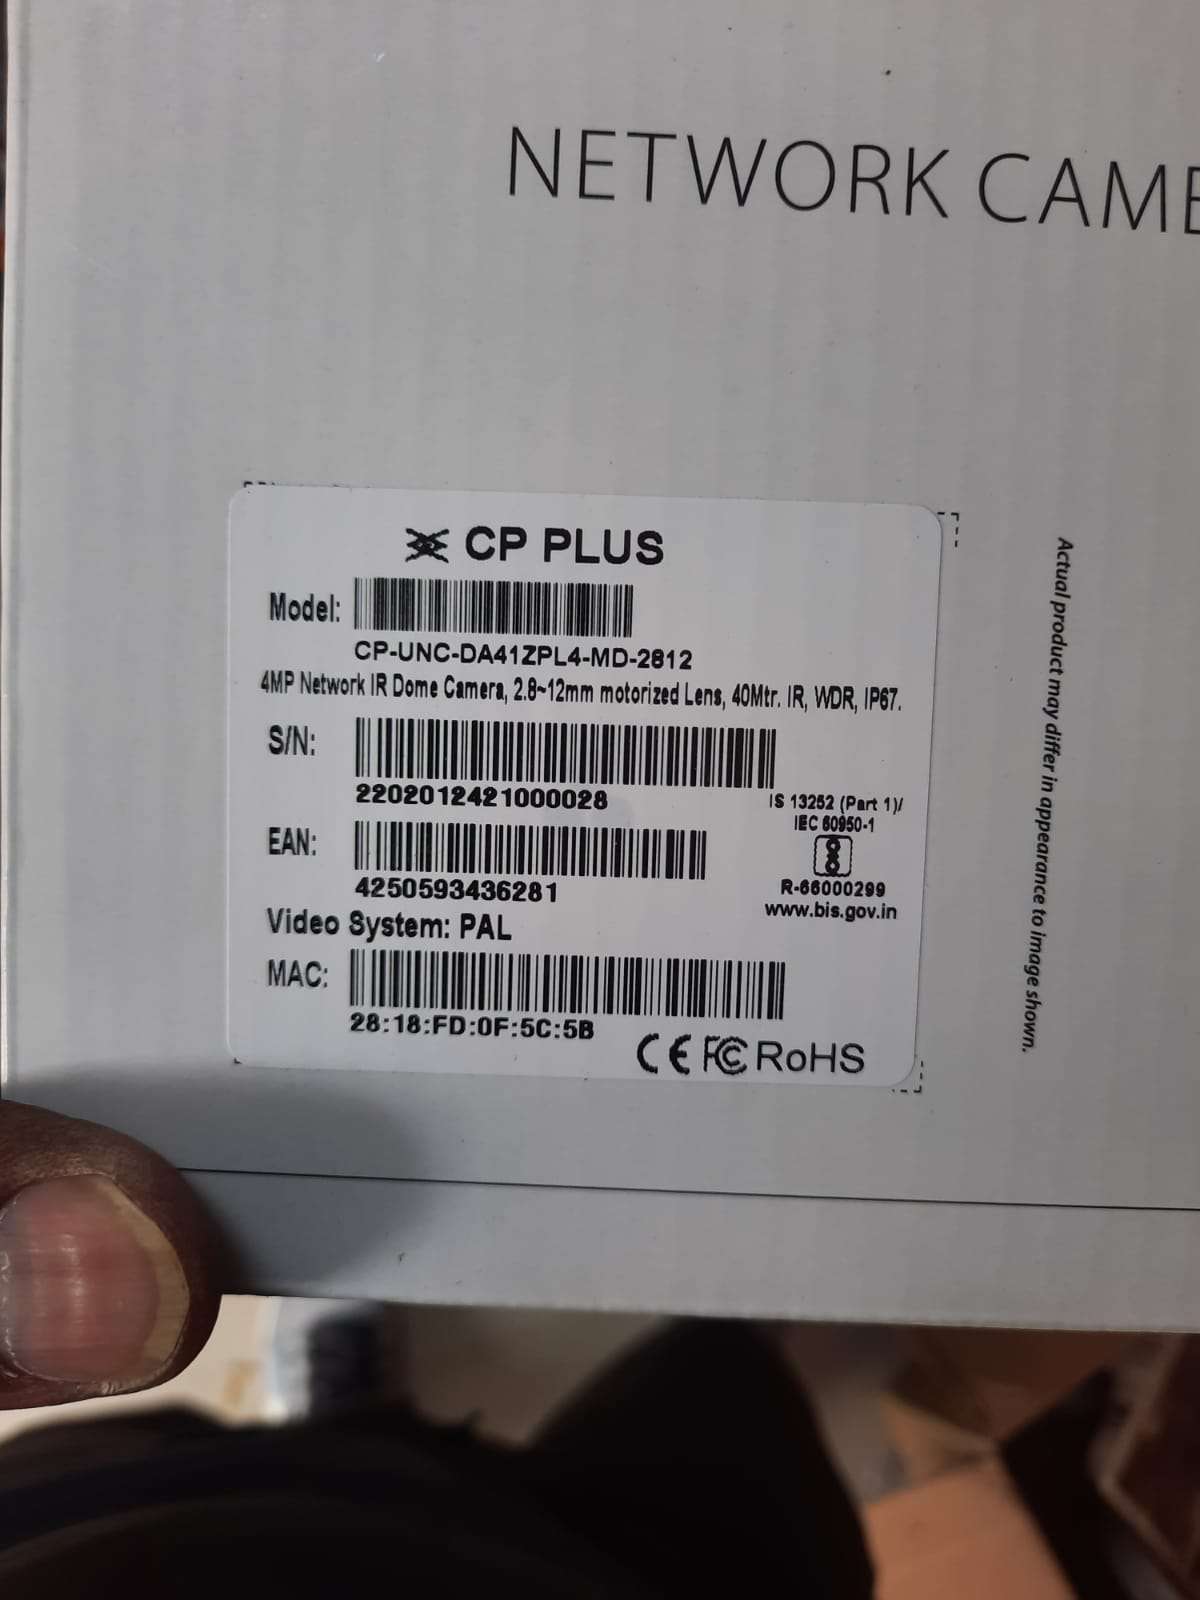 NETWORK CAME
CP PLUS
Model:
CP-UNC-DA41ZPL4-MD-2812
4MP Network IR Dome Camera, 2.8~12mm motorized Lens, 40Mtr. IR, WDR, IP67.
S/N:
2202012421000028
IS 13252 (Part 1)/
IEC 60950-1
EAN:
4250593436281
R-66000299
www.bis.gov.in
Video System: PAL
MAC:
28:18:FD:0F:5C:5B
CE FC RoHS
Actual product may differ in appearance to image shown.